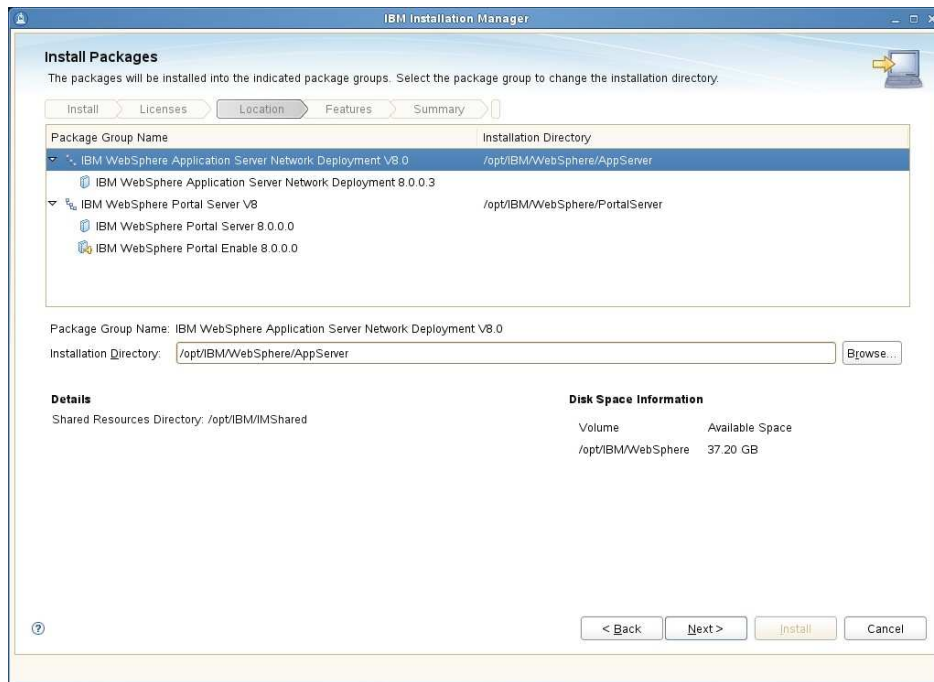 IBM Installation Manager
Install Packages
The packages will be installed into the indicated package groups. Select the package group to change the installation directory.
Install Licenses Location Features Summary
Package Group Name Installation Directory
IBM WebSphere Application Server Network Deployment V8.0 /opt/IBM/WebSphere/AppServer
IBM WebSphere Application Server Network Deployment 8.0.0.3
IBM WebSphere Portal Server V8 /opt/IBM/WebSphere/PortalServer
IBM WebSphere Portal Server 8.0.0.0
IBM WebSphere Portal Enable 8.0.0.0
Package Group Name: IBM WebSphere Application Server Network Deployment V8.0
Installation Directory: /opt/IBM/WebSphere/AppServer Browse...
Details Disk Space Information
Shared Resources Directory: /opt/IBM/IMShared
Volume Available Space
/opt/IBM/WebSphere 37.20 GB
? < Back Next > Install Cancel